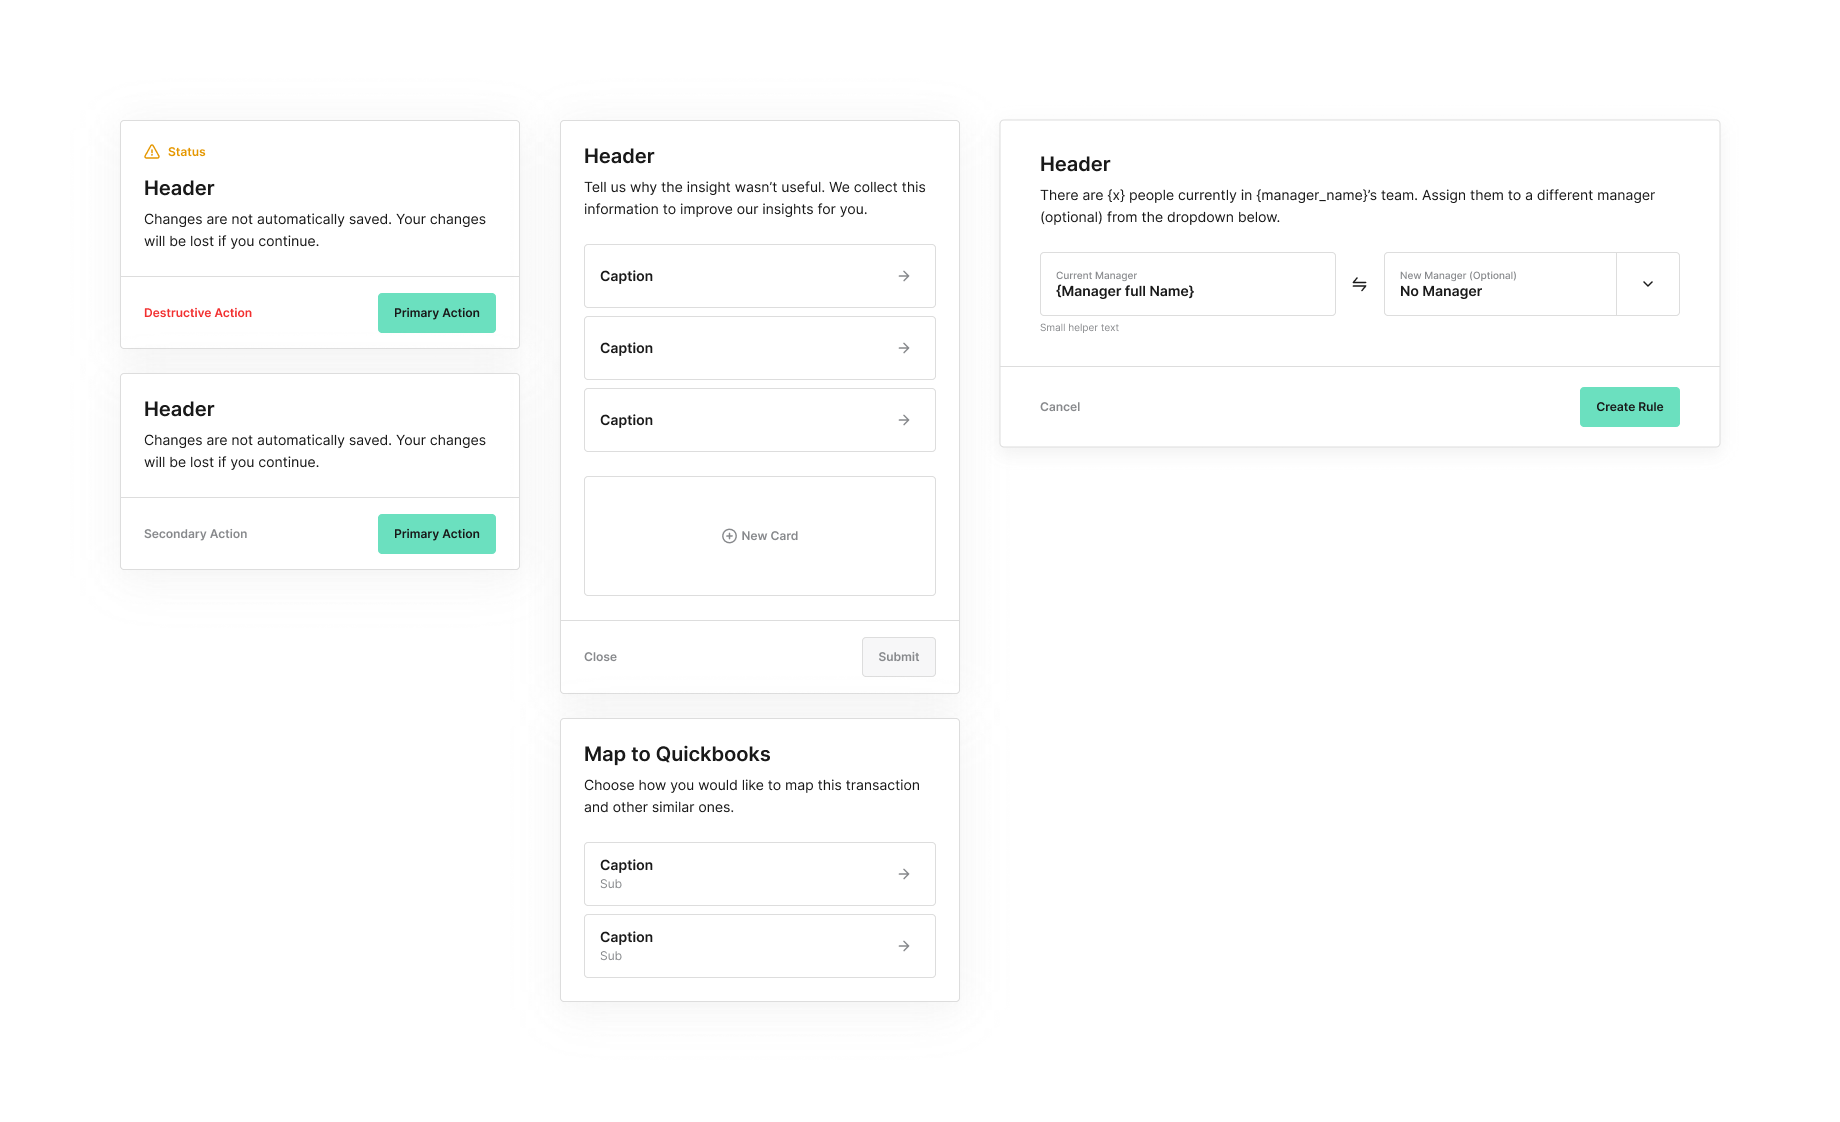 Status
Header
Changes are not automatically saved. Your changes
will be lost if you continue.
Destructive Action
Primary Action
Header
Changes are not automatically saved. Your changes
will be lost if you continue.
Secondary Action
Primary Action
Header
Tell us why the insight wasn’t useful. We collect this
information to improve our insights for you.
Caption
Caption
Caption
New Card
Close
Submit
Map to Quickbooks
Choose how you would like to map this transaction
and other similar ones.
Caption
Sub
Caption
Sub
Header
There are {x} people currently in {manager_name}’s team. Assign them to a different manager
(optional) from the dropdown below.
Current Manager
{Manager full Name}
Small helper text
New Manager (Optional)
No Manager
Cancel
Create Rule